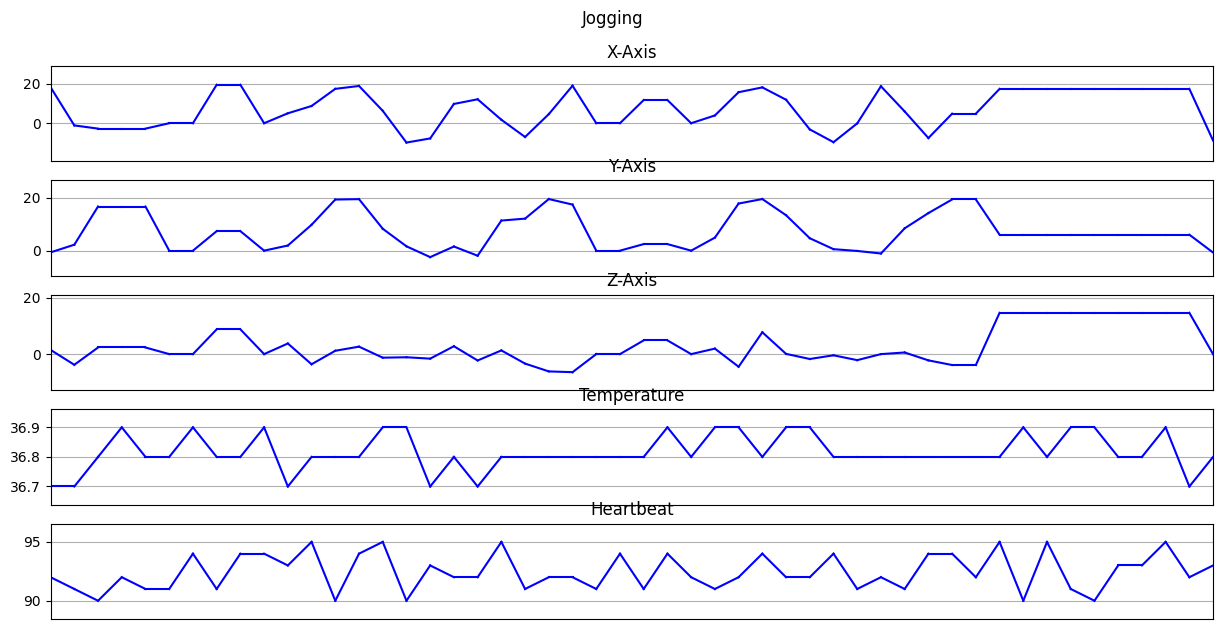 Jogging
X-Axis
20
0
Y-Axis
20
0
Z-Axis
20
0
Temperature
36.9
36.8
36.7
Heartbeat
95
90